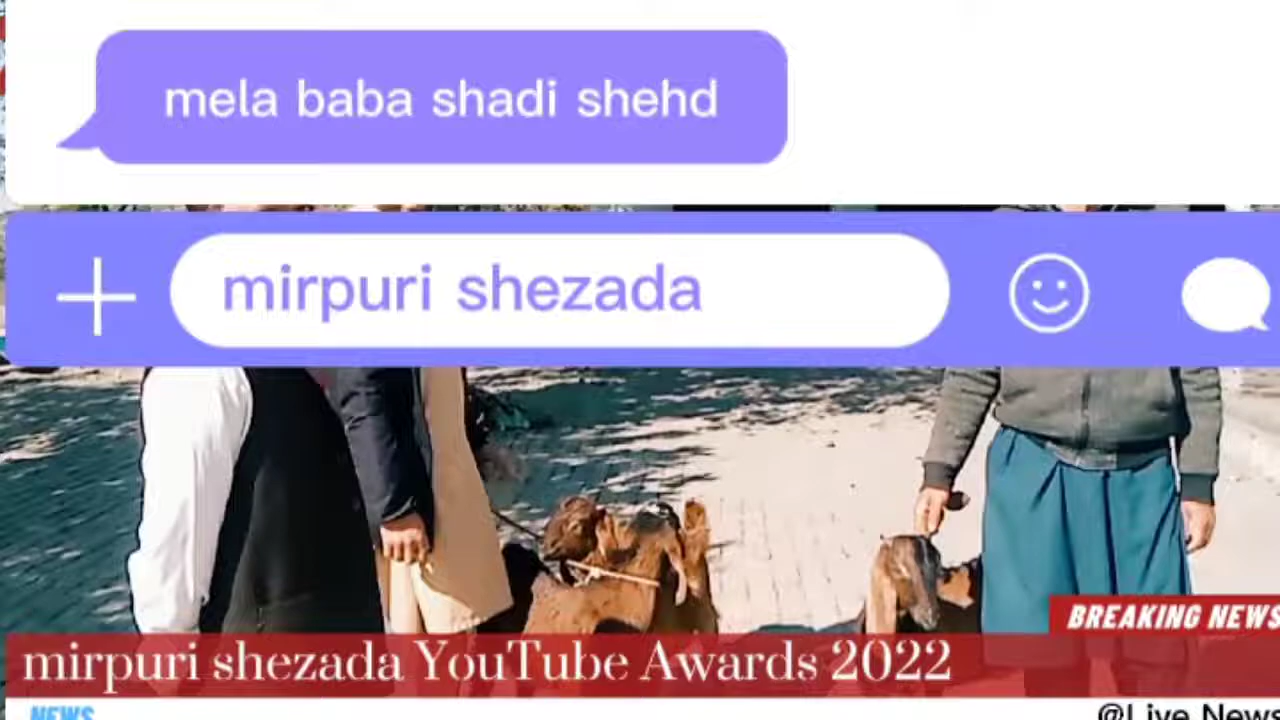 mela baba shadi shehd
mirpuri shezada
BREAKING NEWS
mirpuri shezada YouTube Awards 2022
NEWS
@Live News